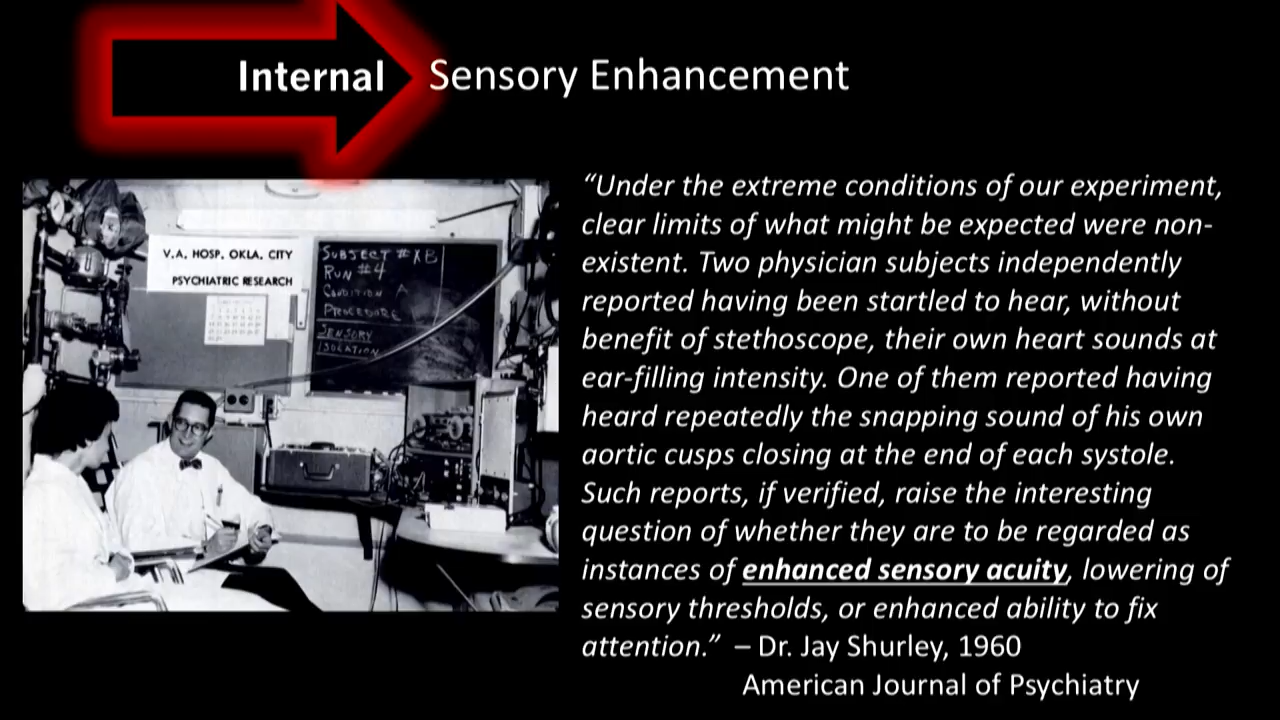 Internal Sensory Enhancement
V.A. HOSP. OKLA. CITY
PSYCHIATRIC RESEARCH
SUBJECT #XB
RUN #4
CONDITION A
PROCEDURE
SENSORY
ISOLATION
“Under the extreme conditions of our experiment,
clear limits of what might be expected were non-
existent. Two physician subjects independently
reported having been startled to hear, without
benefit of stethoscope, their own heart sounds at
ear-filling intensity. One of them reported having
heard repeatedly the snapping sound of his own
aortic cusps closing at the end of each systole.
Such reports, if verified, raise the interesting
question of whether they are to be regarded as
instances of enhanced sensory acuity, lowering of
sensory thresholds, or enhanced ability to fix
attention.” – Dr. Jay Shurley, 1960
American Journal of Psychiatry